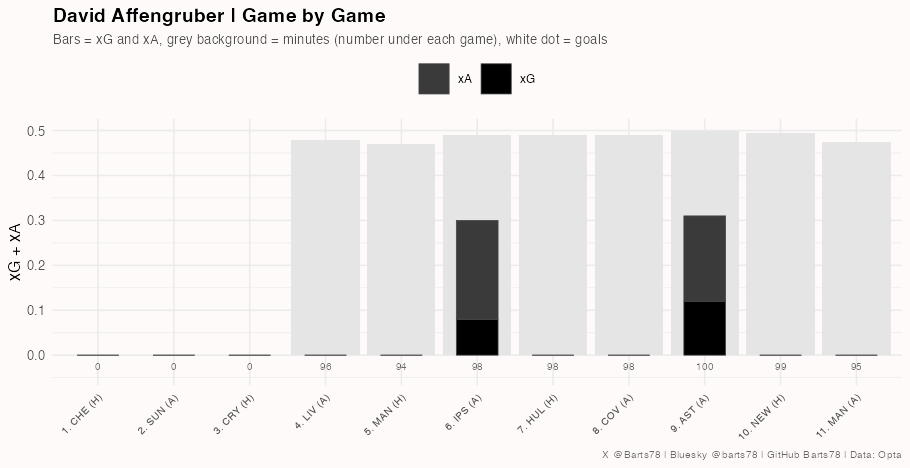 David Affengruber | Game by Game
Bars = xG and xA, grey background = minutes (number under each game), white dot = goals
xA xG
xG + xA
0.5
0.4
0.3
0.2
0.1
0.0
0 0 0 96 94 98 98 98 100 99 95
1. CHE (H) 2. SUN (A) 3. CRY (H) 4. LIV (A) 5. MAN (H) 6. IPS (A) 7. HUL (H) 8. COV (A) 9. AST (A) 10. NEW (H) 11. MAN (A)
X @Barts78 | Bluesky @barts78 | GitHub Barts78 | Data: Opta